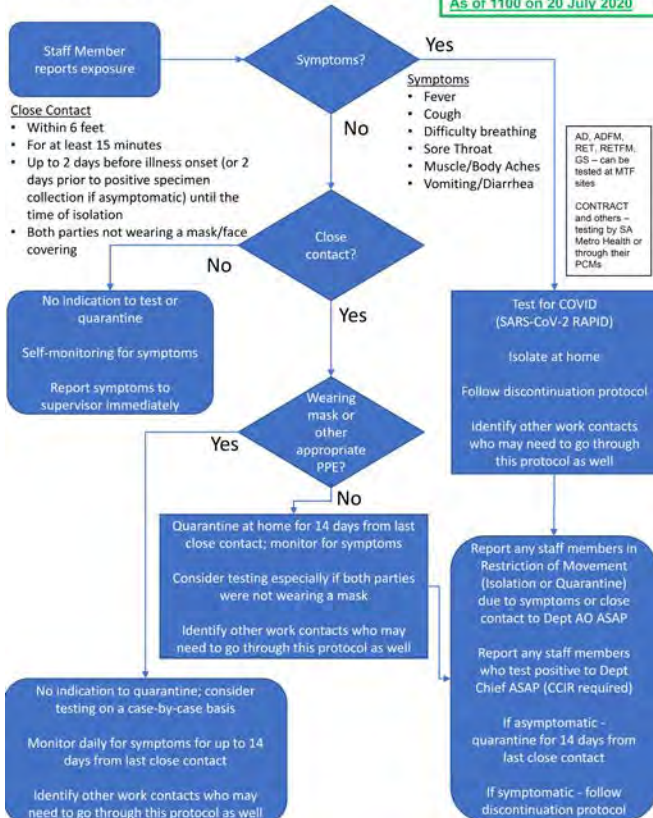 As of 1100 on 20 July 2020
Staff Member
reports exposure
Symptoms?
Yes
No
Symptoms
• Fever
• Cough
• Difficulty breathing
• Sore Throat
• Muscle/Body Aches
• Vomiting/Diarrhea
Close Contact
• Within 6 feet
• For at least 15 minutes
• Up to 2 days before illness onset (or 2
days prior to positive specimen
collection if asymptomatic) until the
time of isolation
• Both parties not wearing a mask/face
covering
AD, ADFM,
RET, RETFM,
GS – can be
tested at MTF
sites
CONTRACT
and others –
testing by SA
Metro Health or
through their
PCMs
Close
contact?
No
Yes
No indication to test or
quarantine
Self-monitoring for symptoms
Report symptoms to
supervisor immediately
Test for COVID
(SARS-CoV-2 RAPID)
Isolate at home
Follow discontinuation protocol
Identify other work contacts
who may need to go through
this protocol as well
Wearing
mask or
other
appropriate
PPE?
Yes
No
Quarantine at home for 14 days from last
close contact; monitor for symptoms
Consider testing especially if both parties
were not wearing a mask
Identify other work contacts who may
need to go through this protocol as well
Report any staff members in
Restriction of Movement
(Isolation or Quarantine)
due to symptoms or close
contact to Dept AO ASAP
Report any staff members
who test positive to Dept
Chief ASAP (CCIR required)
If asymptomatic -
quarantine for 14 days from
last close contact
If symptomatic - follow
discontinuation protocol
No indication to quarantine; consider
testing on a case-by-case basis
Monitor daily for symptoms for up to 14
days from last close contact
Identify other work contacts who may
need to go through this protocol as well